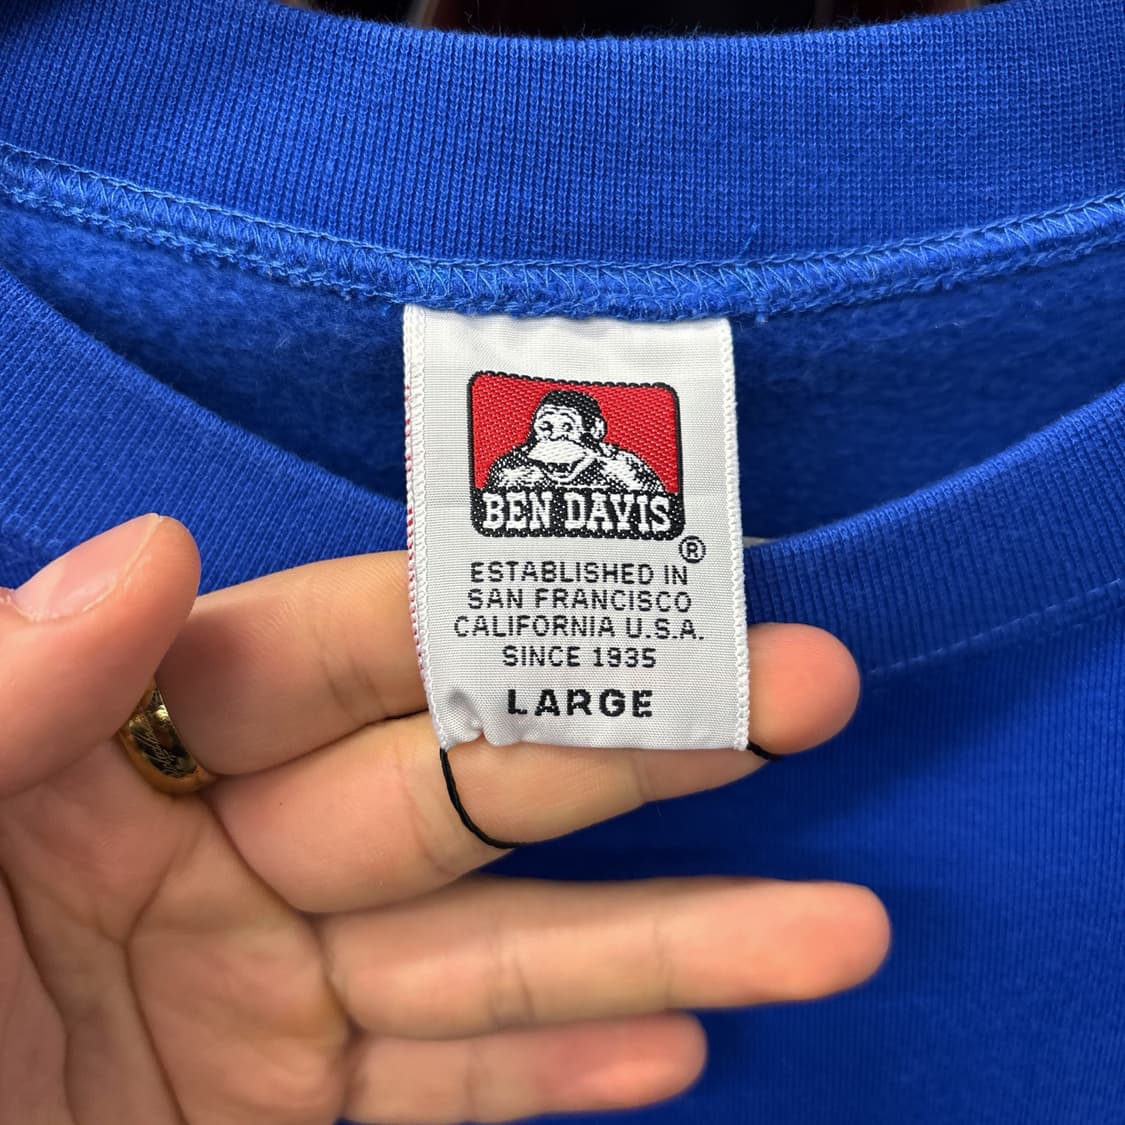 BEN DAVIS
®
ESTABLISHED IN
SAN FRANCISCO
CALIFORNIA U.S.A.
SINCE 1935
LARGE